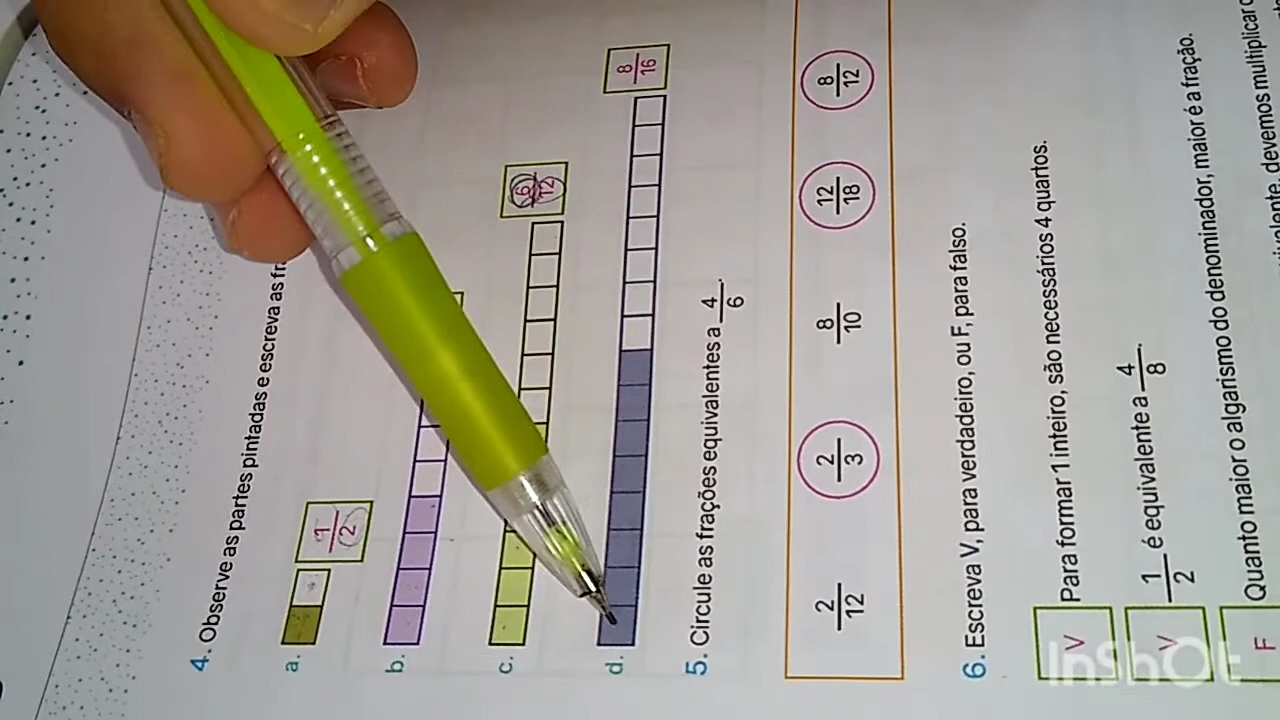 4. Observe as partes pintadas e escreva as
a.
1/2
b.
c.
6/12
d.
8/16
5. Circule as frações equivalentes a 4/6.
2/12 2/3 8/10 12/18 8/12
6. Escreva V, para verdadeiro, ou F, para falso.
V Para formar 1 inteiro, são necessários 4 quartos.
V 1/2 é equivalente a 4/8.
F Quanto maior o algarismo do denominador, maior é a fração.
devemos multiplicar
InShOt